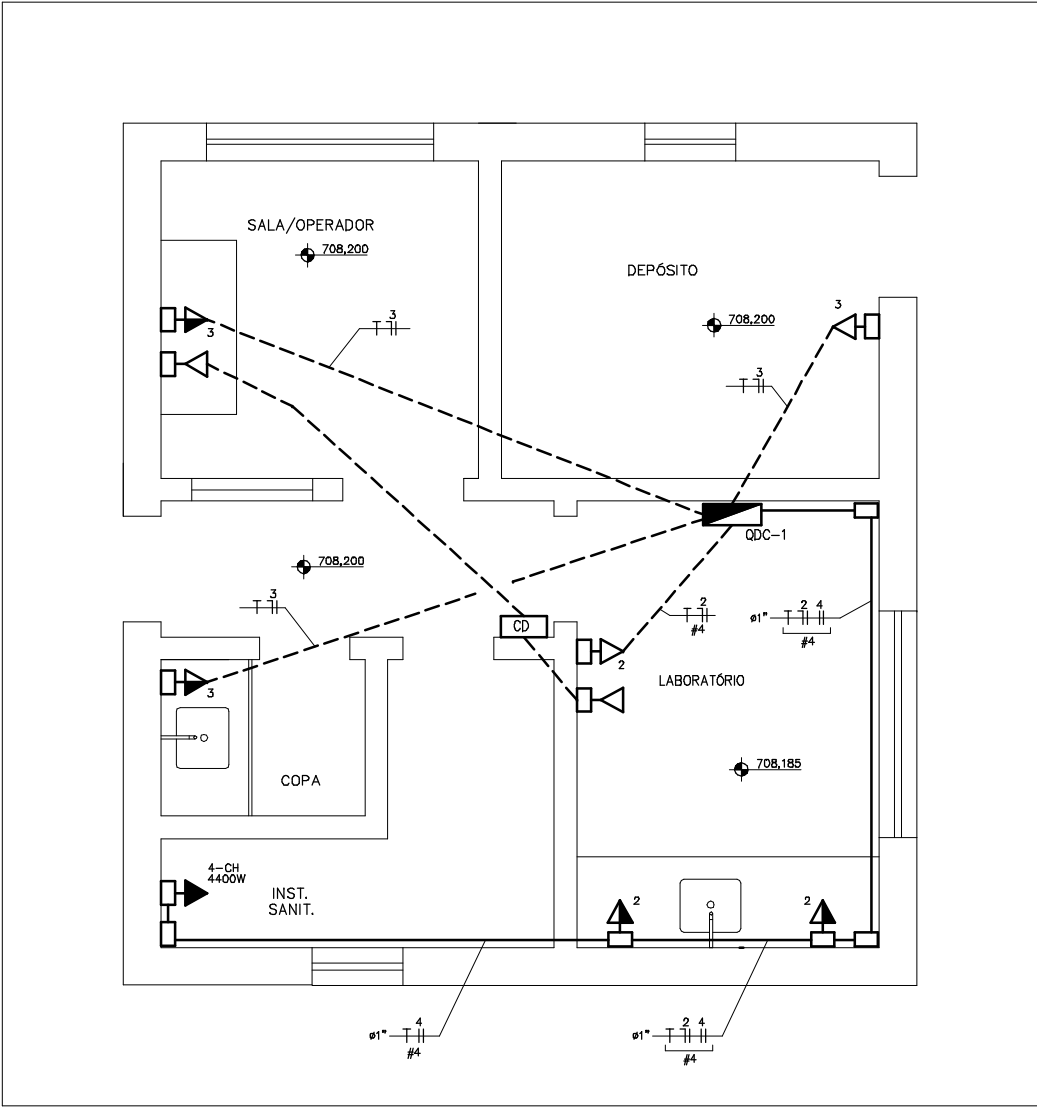 SALA/OPERADOR
708,200
DEPÓSITO
708,200
3
3
3
3
3
QDC-1
708,200
3
2
#4
ø1" 2 4
#4
CD
2
LABORATÓRIO
3
708,185
COPA
4-CH
4400W
INST.
SANIT.
2
2
ø1" 4
#4
ø1" 2 4
#4